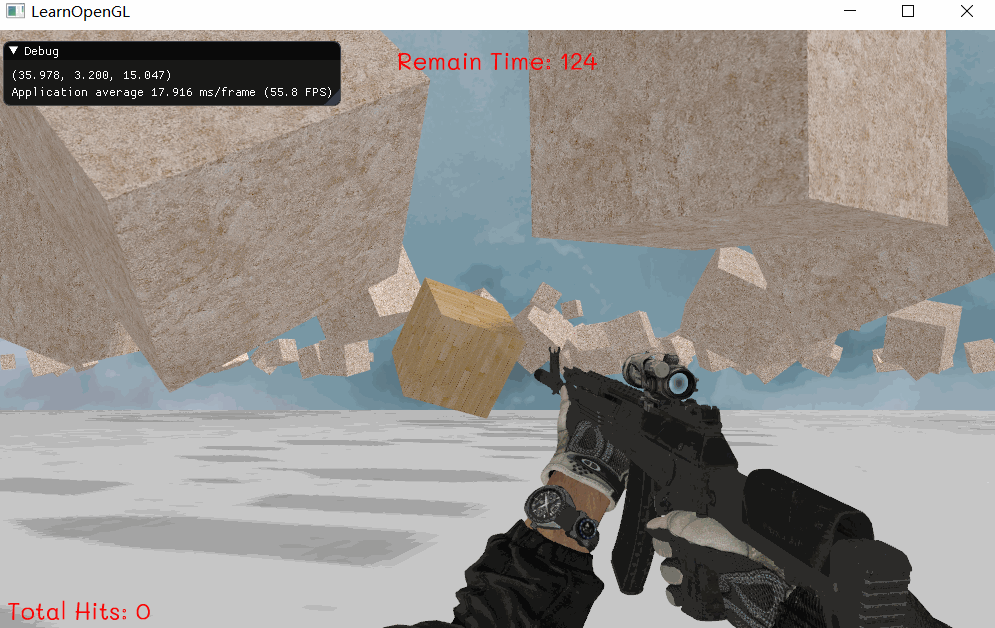 LearnOpenGL
Debug
(35.978, 3.200, 15.047)
Application average 17.916 ms/frame (55.8 FPS)
Remain Time: 124
Total Hits: 0